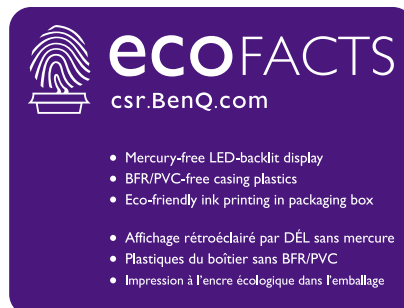 ecoFACTS
csr.BenQ.com
• Mercury-free LED-backlit display
• BFR/PVC-free casing plastics
• Eco-friendly ink printing in packaging box
• Affichage rétroéclairé par DÉL sans mercure
• Plastiques du boîtier sans BFR/PVC
• Impression à l'encre écologique dans l'emballage